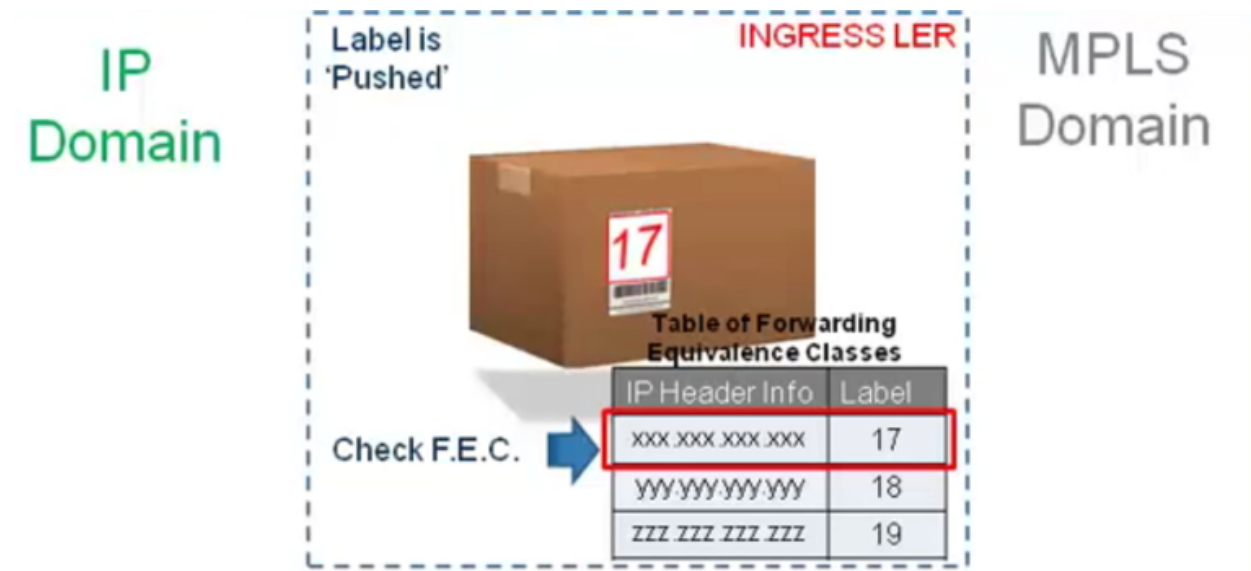 IP
Domain
Label is
'Pushed'
INGRESS LER
MPLS
Domain
17
Table of Forwarding
Equivalence Classes
IP Header Info Label
xxx.xxx.xxx.xxx 17
yyy.yyy.yyy.yyy 18
zzz.zzz.zzz.zzz 19
Check F.E.C.